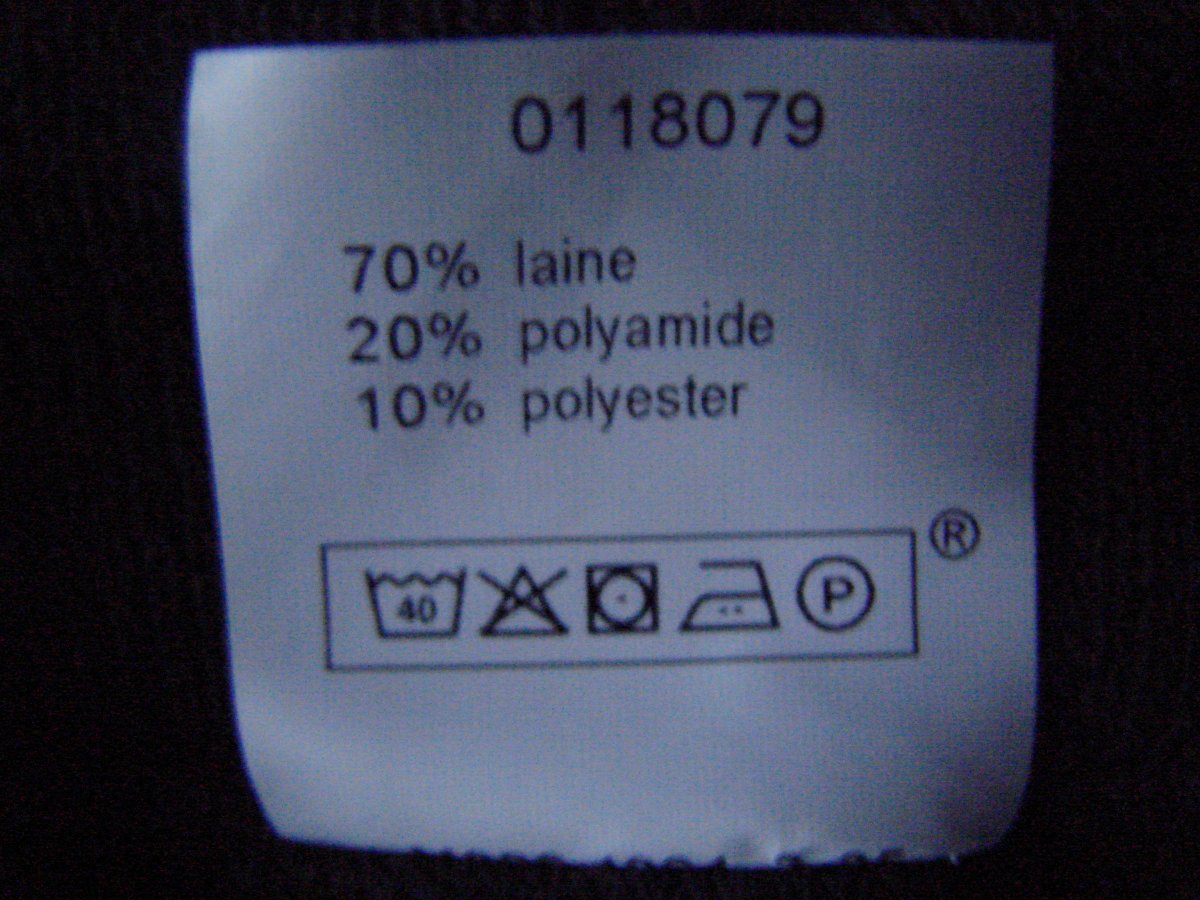 0118079
70% laine
20% polyamide
10% polyester
®
40 P